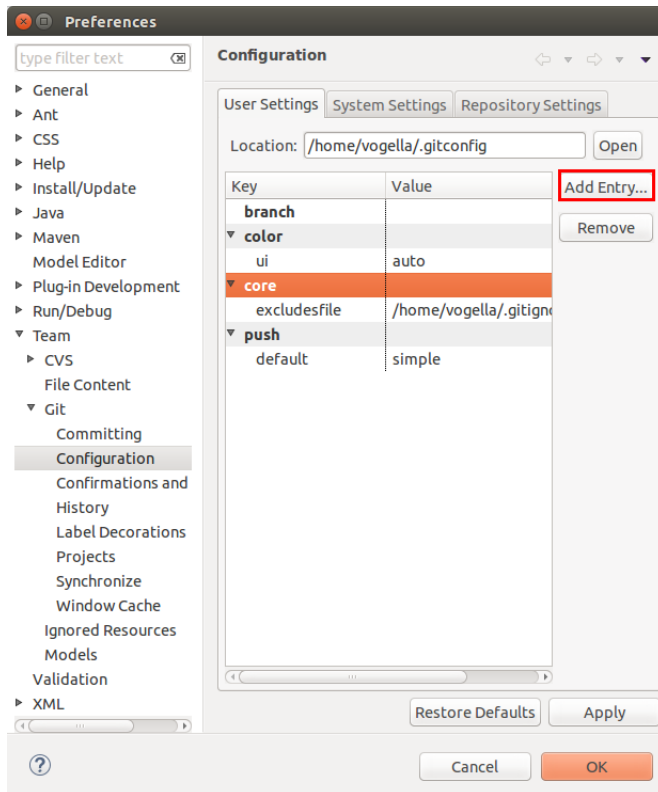 Preferences
type filter text
General
Ant
CSS
Help
Install/Update
Java
Maven
Model Editor
Plug-in Development
Run/Debug
Team
CVS
File Content
Git
Committing
Configuration
Confirmations and
History
Label Decorations
Projects
Synchronize
Window Cache
Ignored Resources
Models
Validation
XML
Configuration
User Settings System Settings Repository Settings
Location: /home/vogella/.gitconfig Open
Key Value Add Entry...
branch Remove
color
ui auto
core
excludesfile /home/vogella/.gitigno
push
default simple
Restore Defaults Apply
Cancel OK